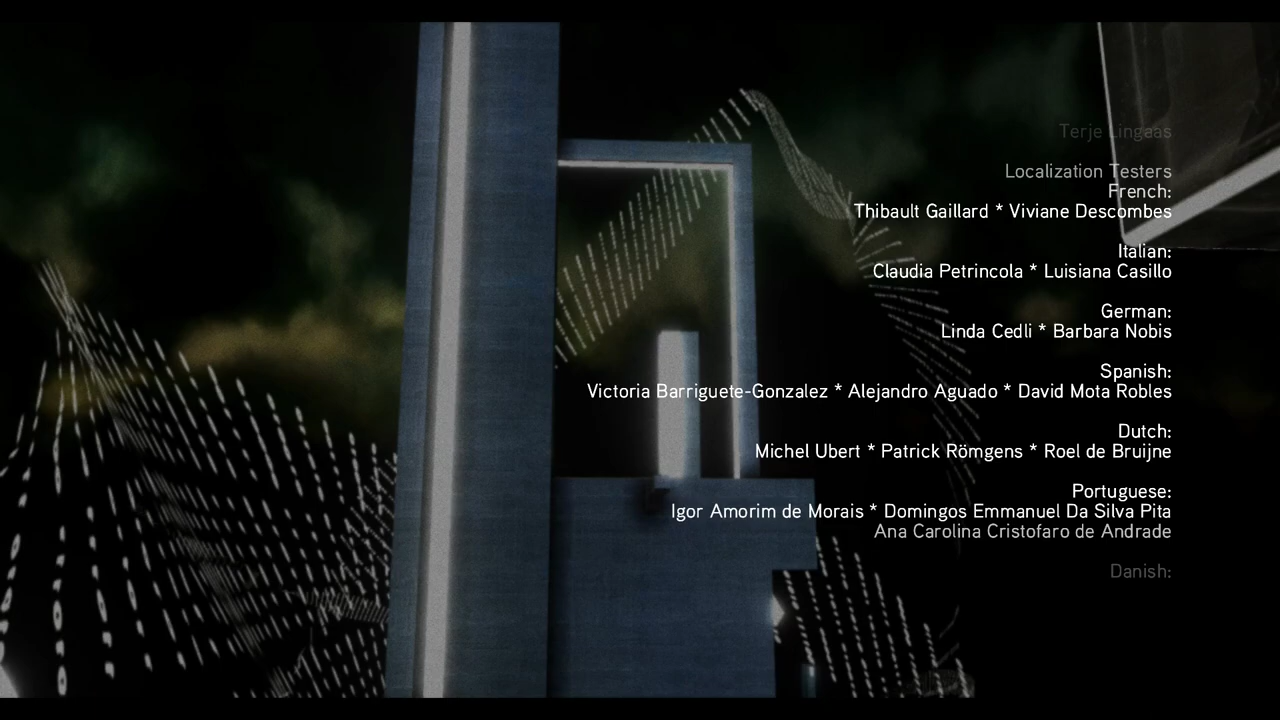 Terje Lingaas
Localization Testers
French:
Thibault Gaillard * Viviane Descombes
Italian:
Claudia Petrincola * Luisiana Casillo
German:
Linda Cedli * Barbara Nobis
Spanish:
Victoria Barriguete-Gonzalez * Alejandro Aguado * David Mota Robles
Dutch:
Michel Ubert * Patrick Römgens * Roel de Bruijne
Portuguese:
Igor Amorim de Morais * Domingos Emmanuel Da Silva Pita
Ana Carolina Cristofaro de Andrade
Danish: